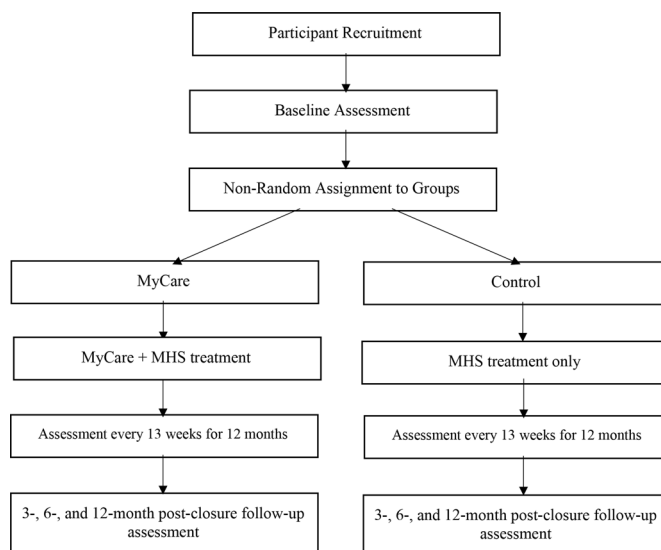 Participant Recruitment
Baseline Assessment
Non-Random Assignment to Groups
MyCare
Control
MyCare + MHS treatment
MHS treatment only
Assessment every 13 weeks for 12 months
Assessment every 13 weeks for 12 months
3-, 6-, and 12-month post-closure follow-up
assessment
3-, 6-, and 12-month post-closure follow-up
assessment